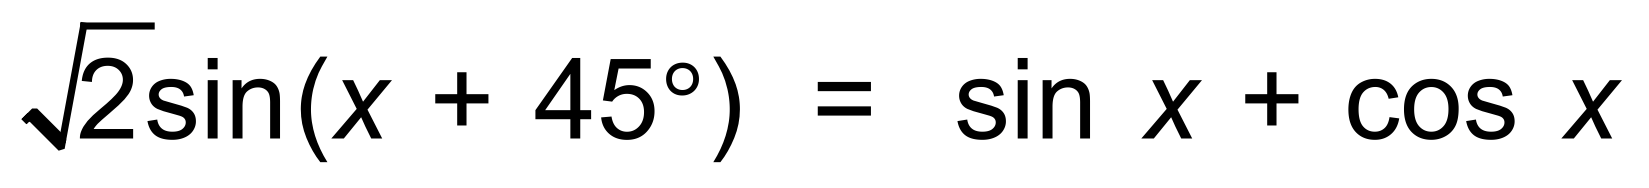 √2sin(x + 45°) = sin x + cos x